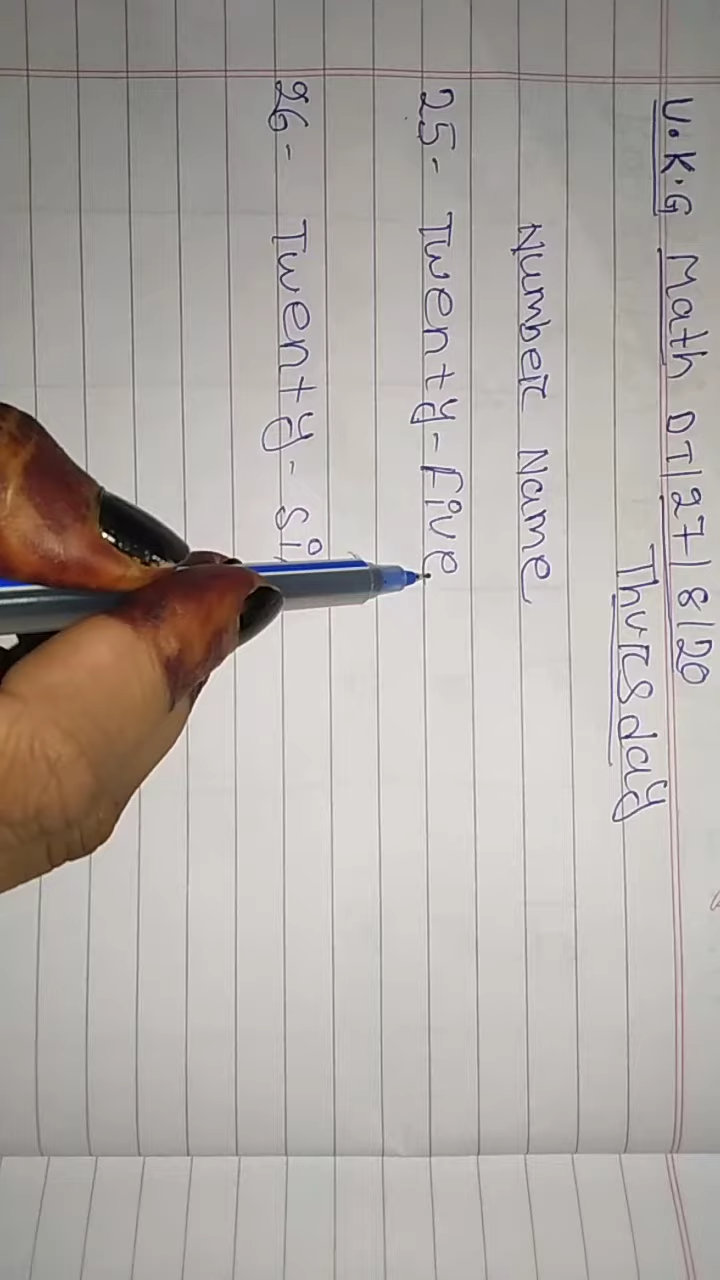 U.K.G Math DT/27/8/20
Thursday
Number Name
25- Twenty-Five
26- Twenty-Si